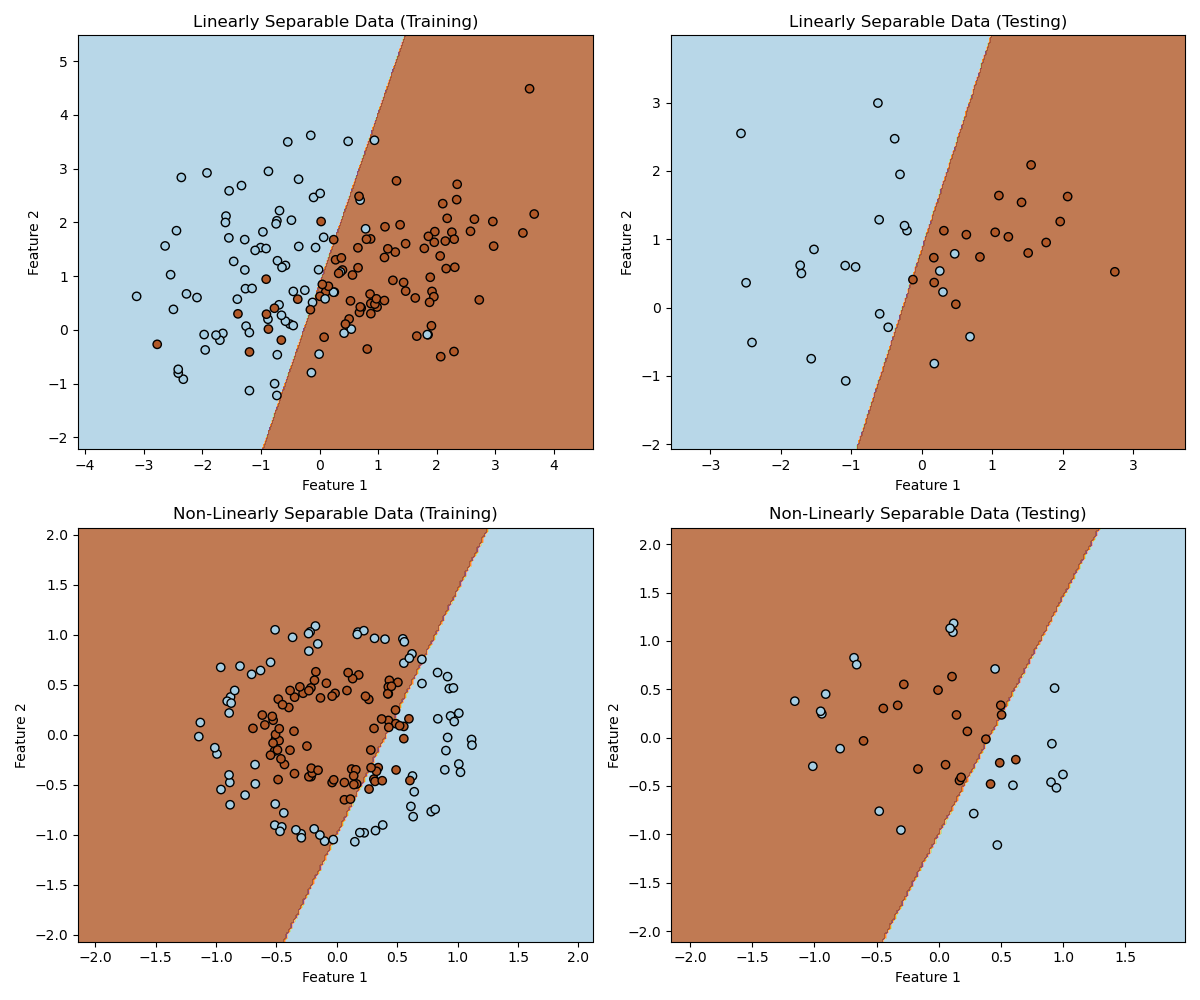 Linearly Separable Data (Training)
5
4
3
2
1
0
−1
−2
Feature 2
−4 −3 −2 −1 0 1 2 3 4
Feature 1
Linearly Separable Data (Testing)
3
2
1
0
−1
−2
Feature 2
−3 −2 −1 0 1 2 3
Feature 1
Non-Linearly Separable Data (Training)
2.0
1.5
1.0
0.5
0.0
−0.5
−1.0
−1.5
−2.0
Feature 2
−2.0 −1.5 −1.0 −0.5 0.0 0.5 1.0 1.5 2.0
Feature 1
Non-Linearly Separable Data (Testing)
2.0
1.5
1.0
0.5
0.0
−0.5
−1.0
−1.5
−2.0
Feature 2
−2.0 −1.5 −1.0 −0.5 0.0 0.5 1.0 1.5
Feature 1